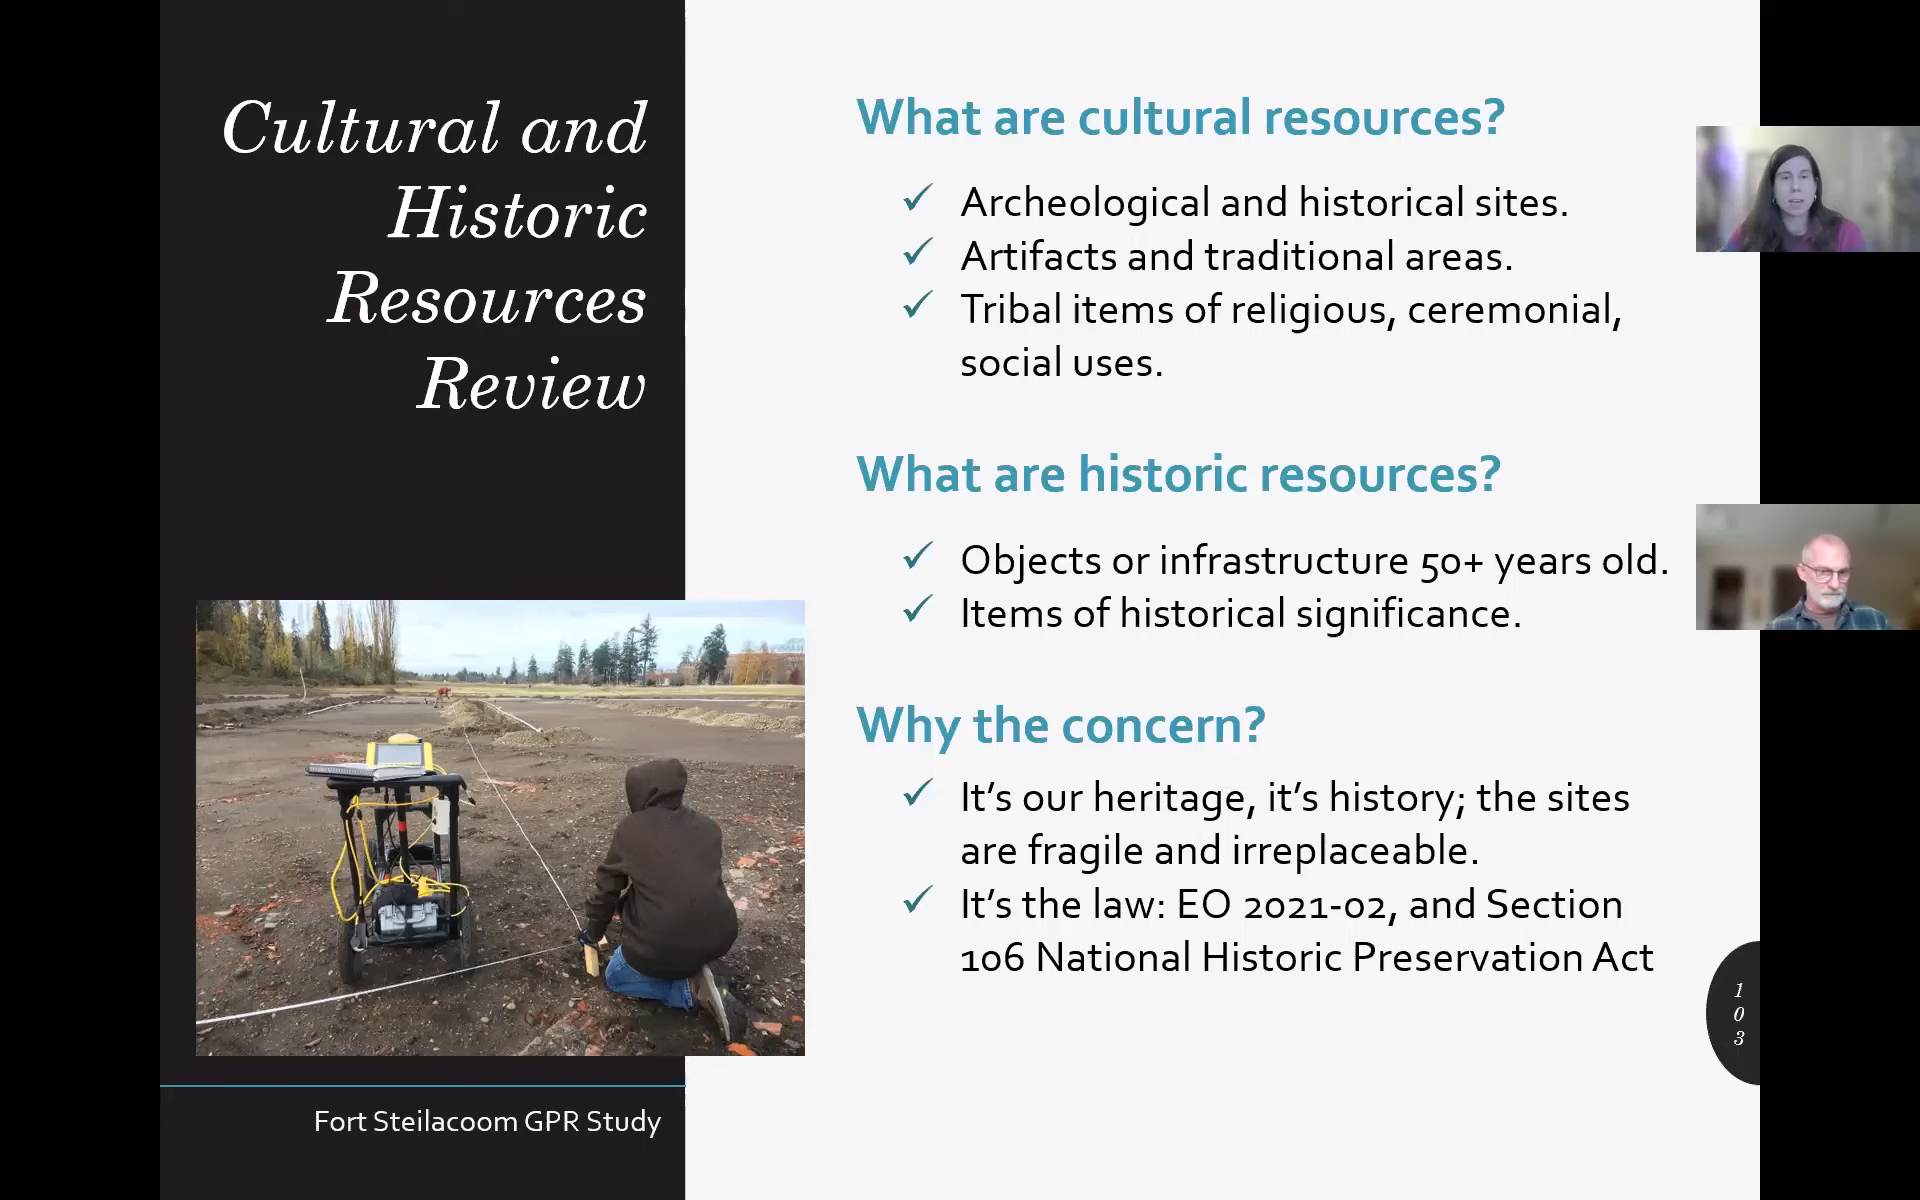 Cultural and
Historic
Resources
Review
Fort Steilacoom GPR Study
What are cultural resources?
✓ Archeological and historical sites.
✓ Artifacts and traditional areas.
✓ Tribal items of religious, ceremonial,
social uses.
What are historic resources?
✓ Objects or infrastructure 50+ years old.
✓ Items of historical significance.
Why the concern?
✓ It’s our heritage, it’s history; the sites
are fragile and irreplaceable.
✓ It’s the law: EO 2021-02, and Section
106 National Historic Preservation Act
1
0
3